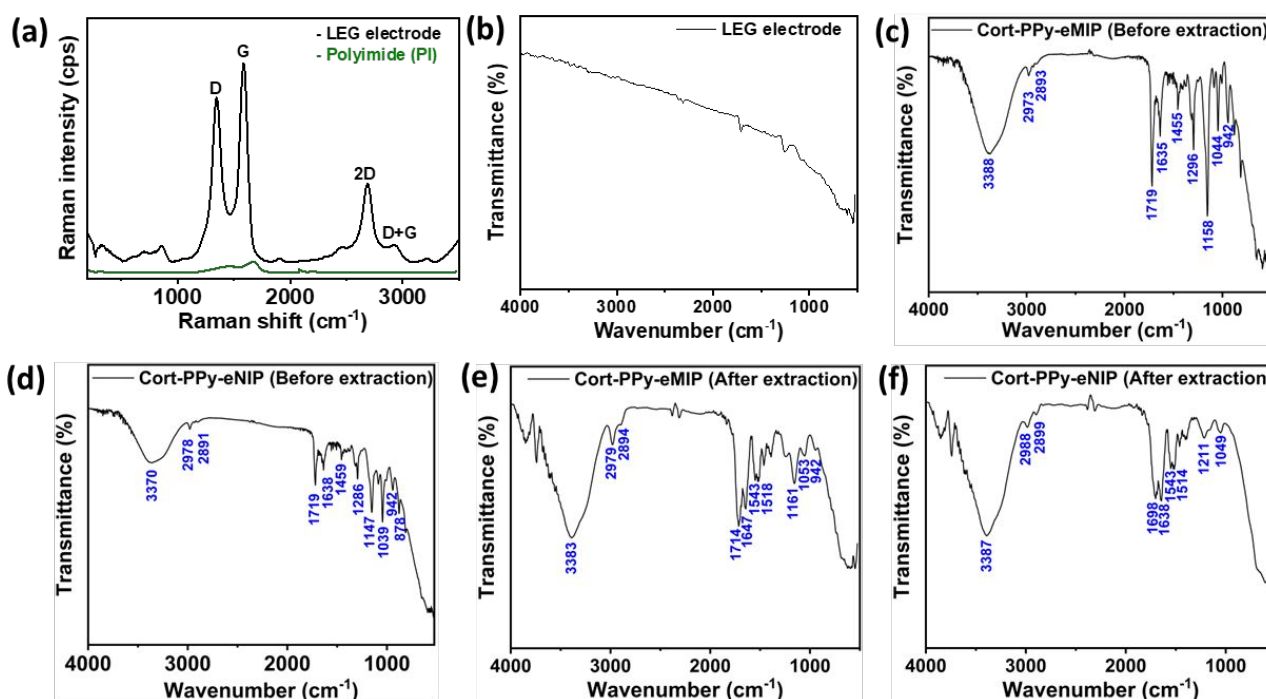 (a)
- LEG electrode
- Polyimide (PI)
D
G
2D
D+G
Raman intensity (cps)
1000 2000 3000
Raman shift (cm⁻¹)
(b)
LEG electrode
Transmittance (%)
4000 3000 2000 1000
Wavenumber (cm⁻¹)
(c)
Cort-PPy-eMIP (Before extraction)
Transmittance (%)
3388
2973
2893
1719
1635
1455
1296
1158
1044
942
4000 3000 2000 1000
Wavenumber (cm⁻¹)
(d)
Cort-PPy-eNIP (Before extraction)
Transmittance (%)
3370
2978
2891
1719
1638
1459
1286
1147
1039
942
878
4000 3000 2000 1000
Wavenumber (cm⁻¹)
(e)
Cort-PPy-eMIP (After extraction)
Transmittance (%)
3383
2979
2894
1714
1647
1543
1518
1161
1053
942
4000 3000 2000 1000
Wavenumber (cm⁻¹)
(f)
Cort-PPy-eNIP (After extraction)
Transmittance (%)
3387
2988
2899
1698
1638
1543
1514
1211
1049
4000 3000 2000 1000
Wavenumber (cm⁻¹)